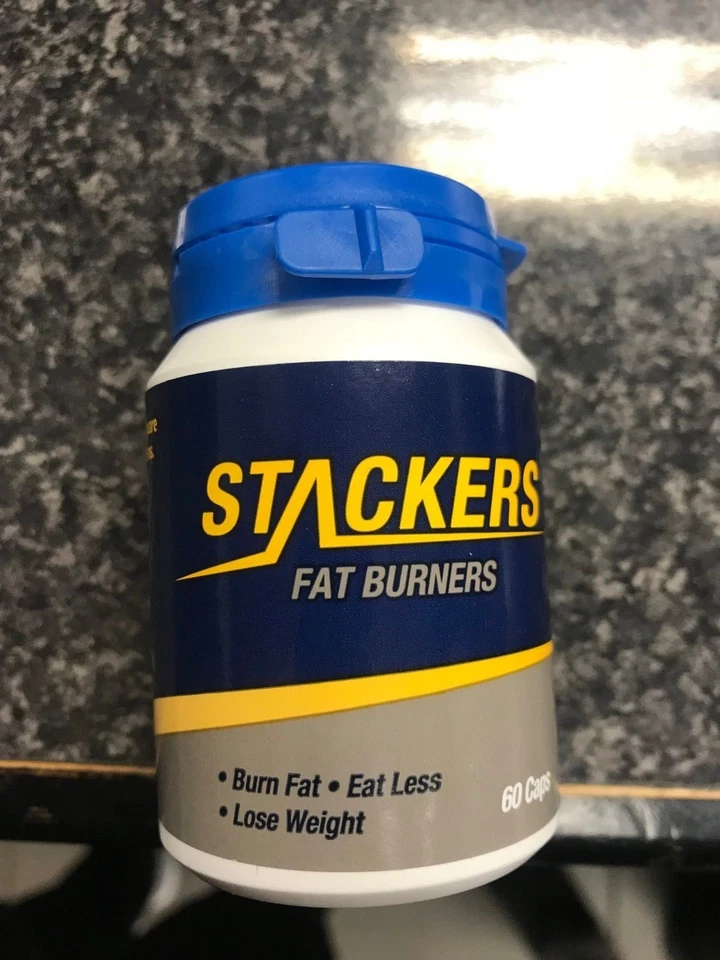 STACKERS
FAT BURNERS
• Burn Fat • Eat Less
• Lose Weight
60 Caps